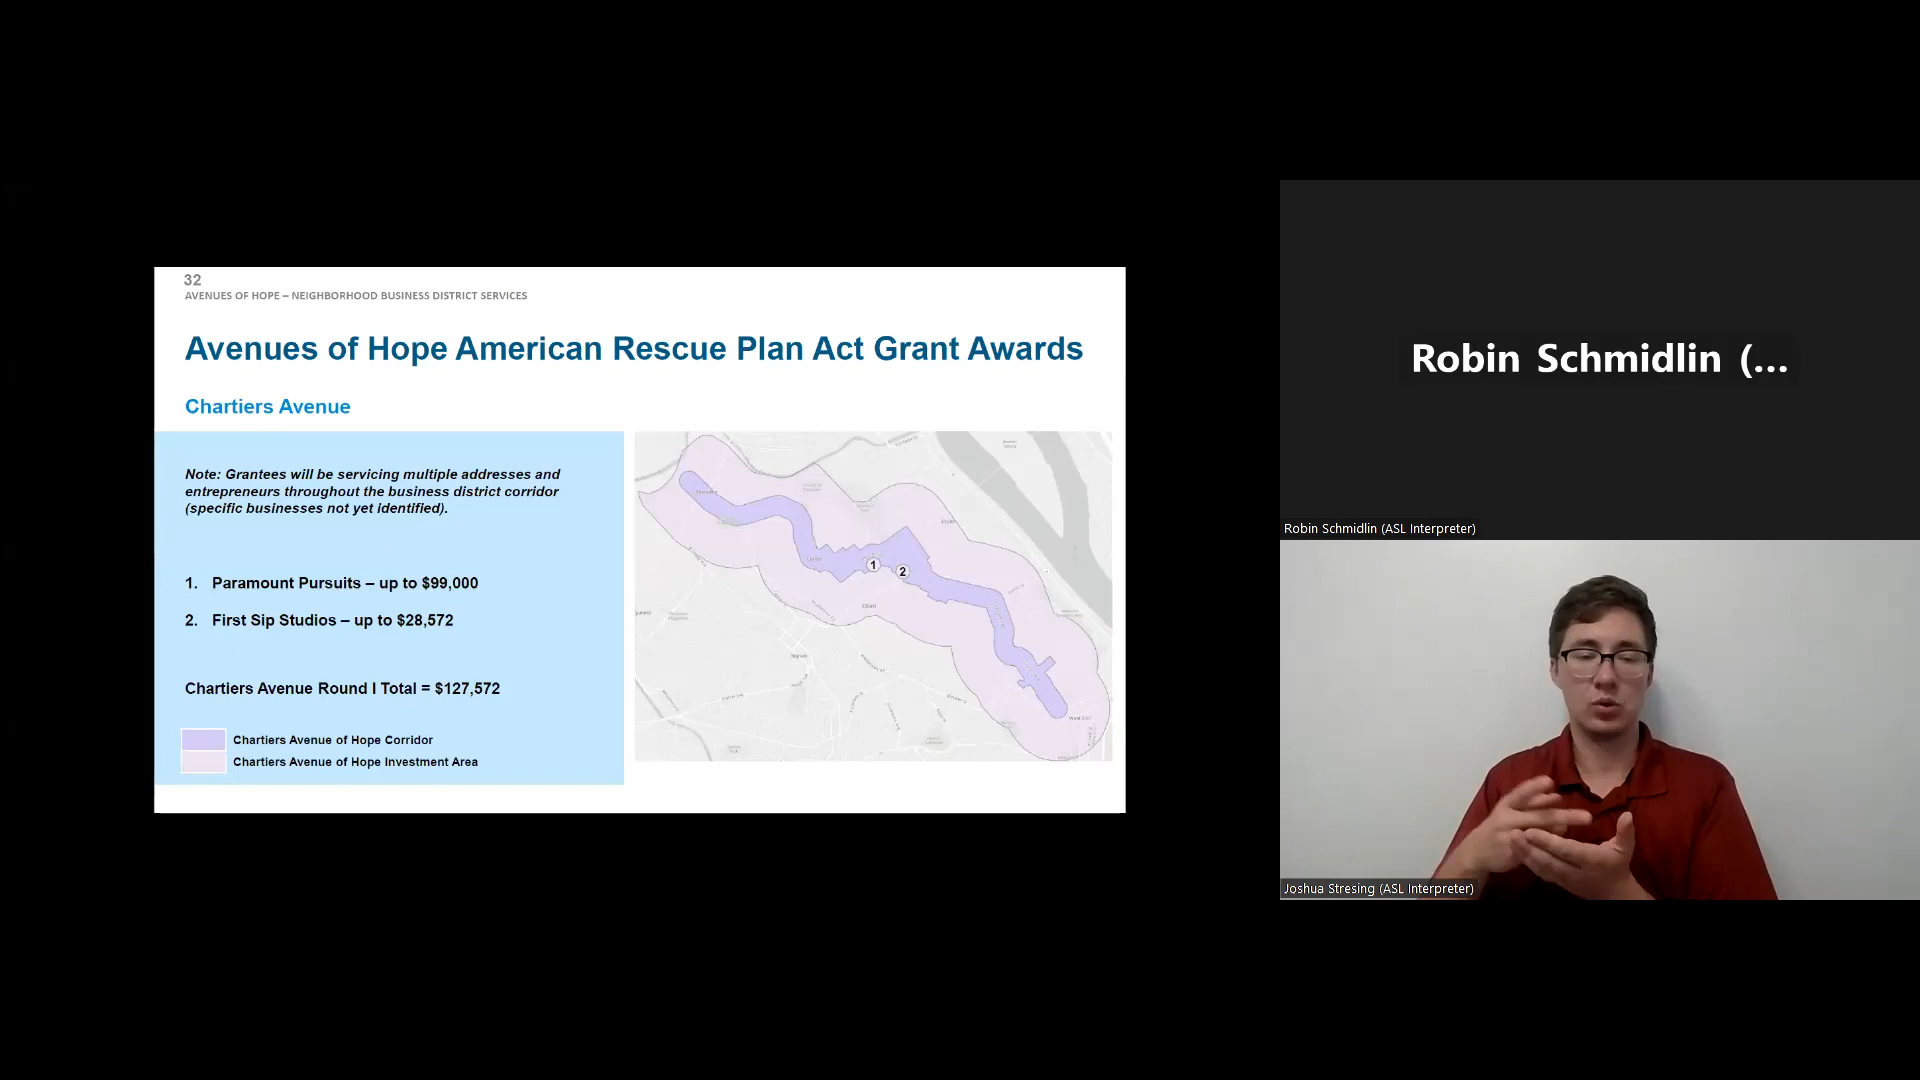 32
AVENUES OF HOPE – NEIGHBORHOOD BUSINESS DISTRICT SERVICES
Avenues of Hope American Rescue Plan Act Grant Awards
Chartiers Avenue
Note: Grantees will be servicing multiple addresses and
entrepreneurs throughout the business district corridor
(specific businesses not yet identified).
1. Paramount Pursuits – up to $99,000
2. First Sip Studios – up to $28,572
Chartiers Avenue Round I Total = $127,572
Chartiers Avenue of Hope Corridor
Chartiers Avenue of Hope Investment Area
1
2
Robin Schmidlin (...
Robin Schmidlin (ASL Interpreter)
Joshua Stresing (ASL Interpreter)